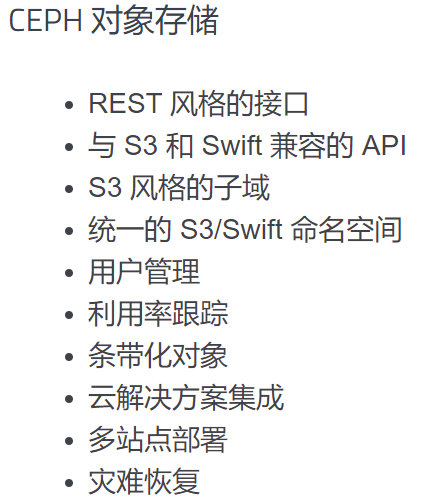 CEPH 对象存储
• REST 风格的接口
• 与 S3 和 Swift 兼容的 API
• S3 风格的子域
• 统一的 S3/Swift 命名空间
• 用户管理
• 利用率跟踪
• 条带化对象
• 云解决方案集成
• 多站点部署
• 灾难恢复